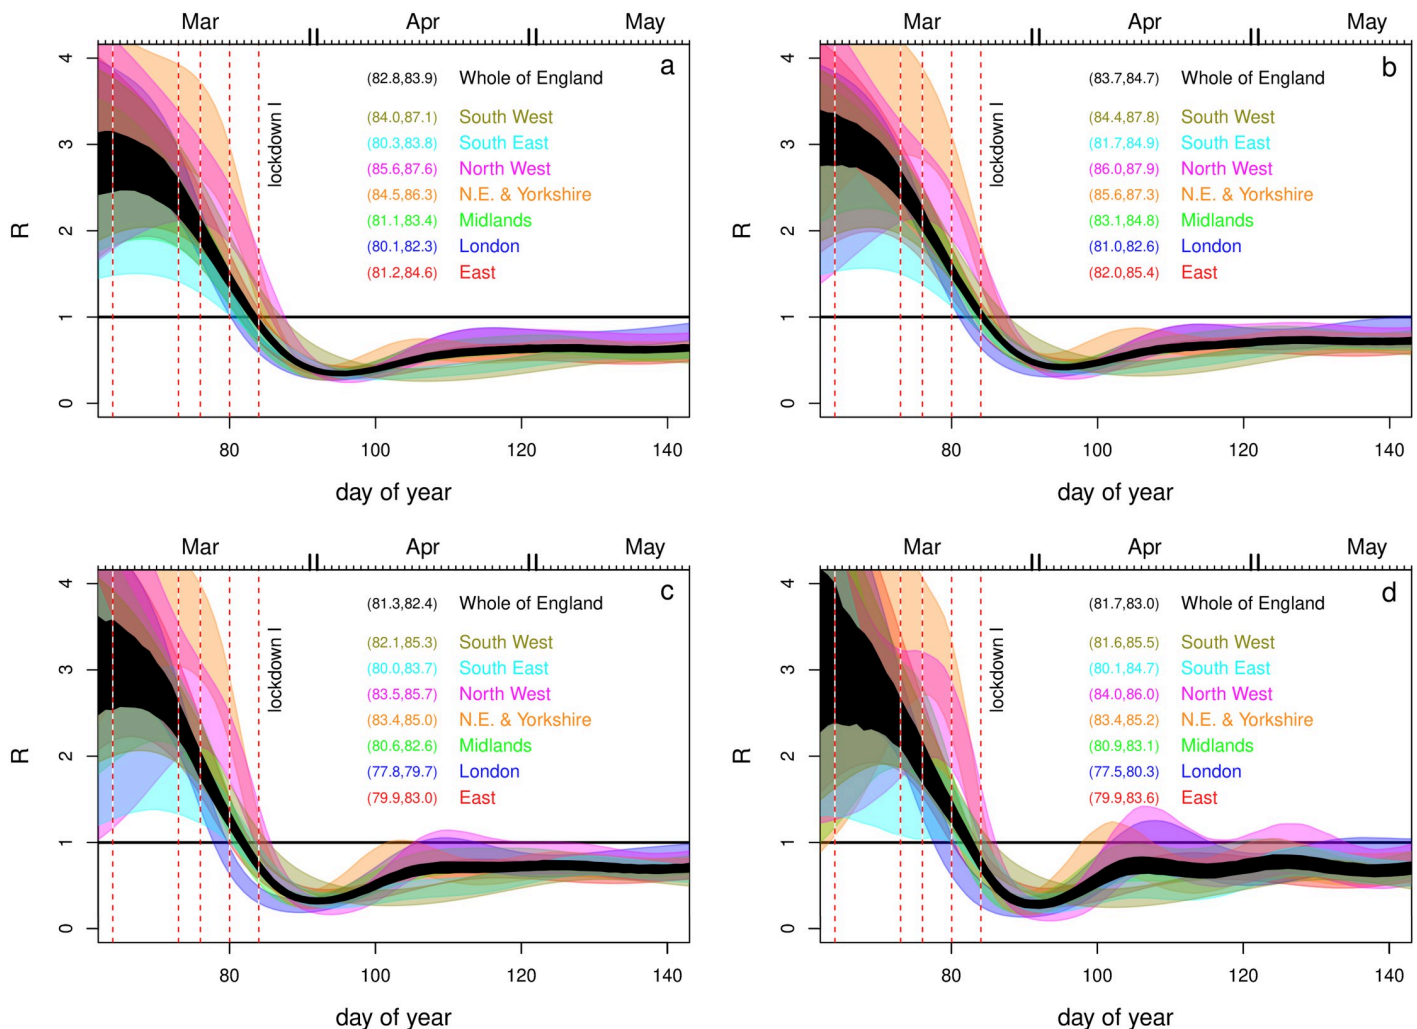 Mar Apr May
a
(82.8,83.9) Whole of England
(84.0,87.1) South West
(80.3,83.8) South East
(85.6,87.6) North West
(84.5,86.3) N.E. & Yorkshire
(81.1,83.4) Midlands
(80.1,82.3) London
(81.2,84.6) East
lockdown I
R
4
3
2
1
0
80 100 120 140
day of year
Mar Apr May
b
(83.7,84.7) Whole of England
(84.4,87.8) South West
(81.7,84.9) South East
(86.0,87.9) North West
(85.6,87.3) N.E. & Yorkshire
(83.1,84.8) Midlands
(81.0,82.6) London
(82.0,85.4) East
lockdown I
R
4
3
2
1
0
80 100 120 140
day of year
Mar Apr May
c
(81.3,82.4) Whole of England
(82.1,85.3) South West
(80.0,83.7) South East
(83.5,85.7) North West
(83.4,85.0) N.E. & Yorkshire
(80.6,82.6) Midlands
(77.8,79.7) London
(79.9,83.0) East
lockdown I
R
4
3
2
1
0
80 100 120 140
day of year
Mar Apr May
d
(81.7,83.0) Whole of England
(81.6,85.5) South West
(80.1,84.7) South East
(84.0,86.0) North West
(83.4,85.2) N.E. & Yorkshire
(80.9,83.1) Midlands
(77.5,80.3) London
(79.9,83.6) East
lockdown I
R
4
3
2
1
0
80 100 120 140
day of year